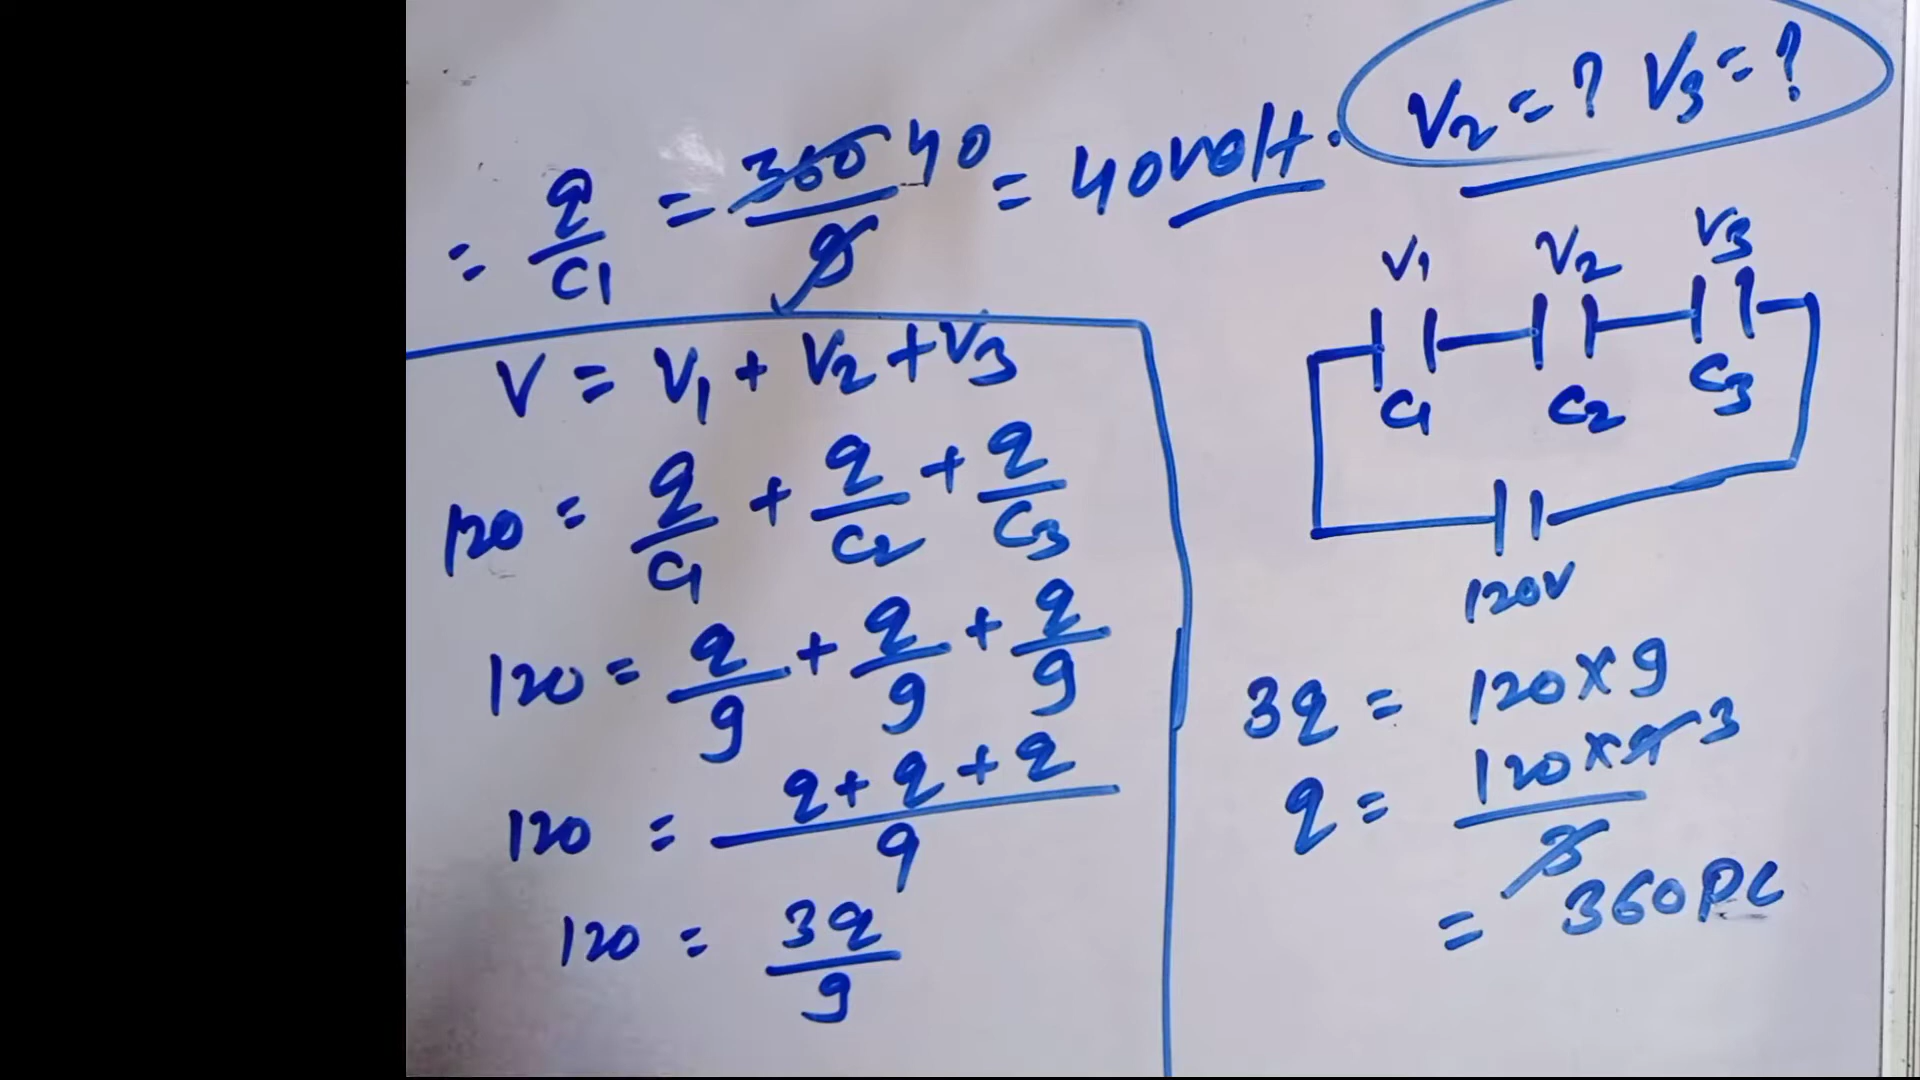 = q/C1 = 360/9 40 = 40volt.
V2 = ? V3 = ?
V = V1 + V2 + V3
120 = q/C1 + q/C2 + q/C3
120 = q/9 + q/9 + q/9
120 = q+q+q/9
120 = 3q/9
V1 V2 V3
C1 C2 C3
120V
3q = 120×9
q = 120×9 3/3
= 360PC